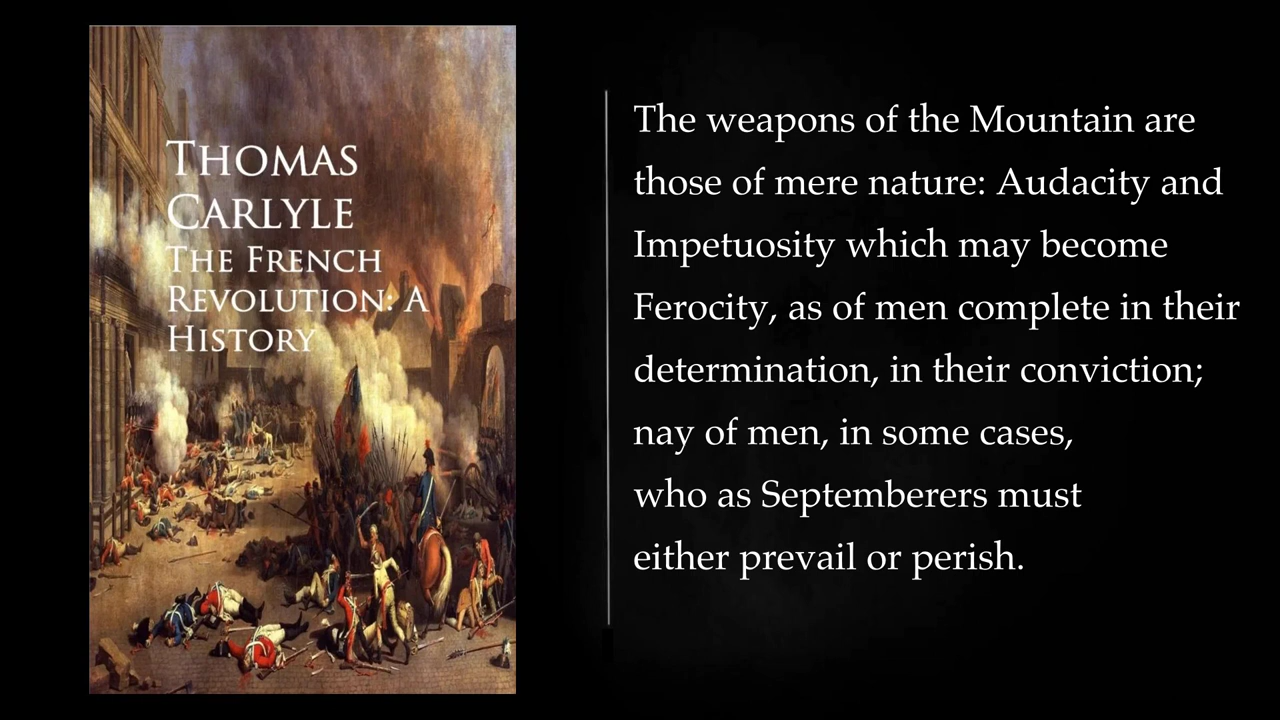 THOMAS
CARLYLE
THE FRENCH
REVOLUTION: A
HISTORY
The weapons of the Mountain are
those of mere nature: Audacity and
Impetuosity which may become
Ferocity, as of men complete in their
determination, in their conviction;
nay of men, in some cases,
who as Septemberers must
either prevail or perish.